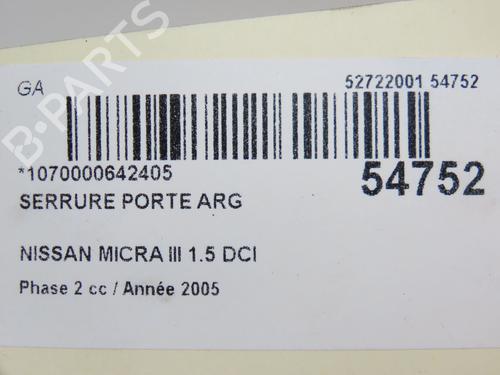 GA
52722001 54752
*1070000642405
54752
SERRURE PORTE ARG
NISSAN MICRA III 1.5 DCI
Phase 2 cc / Année 2005
B-PARTS